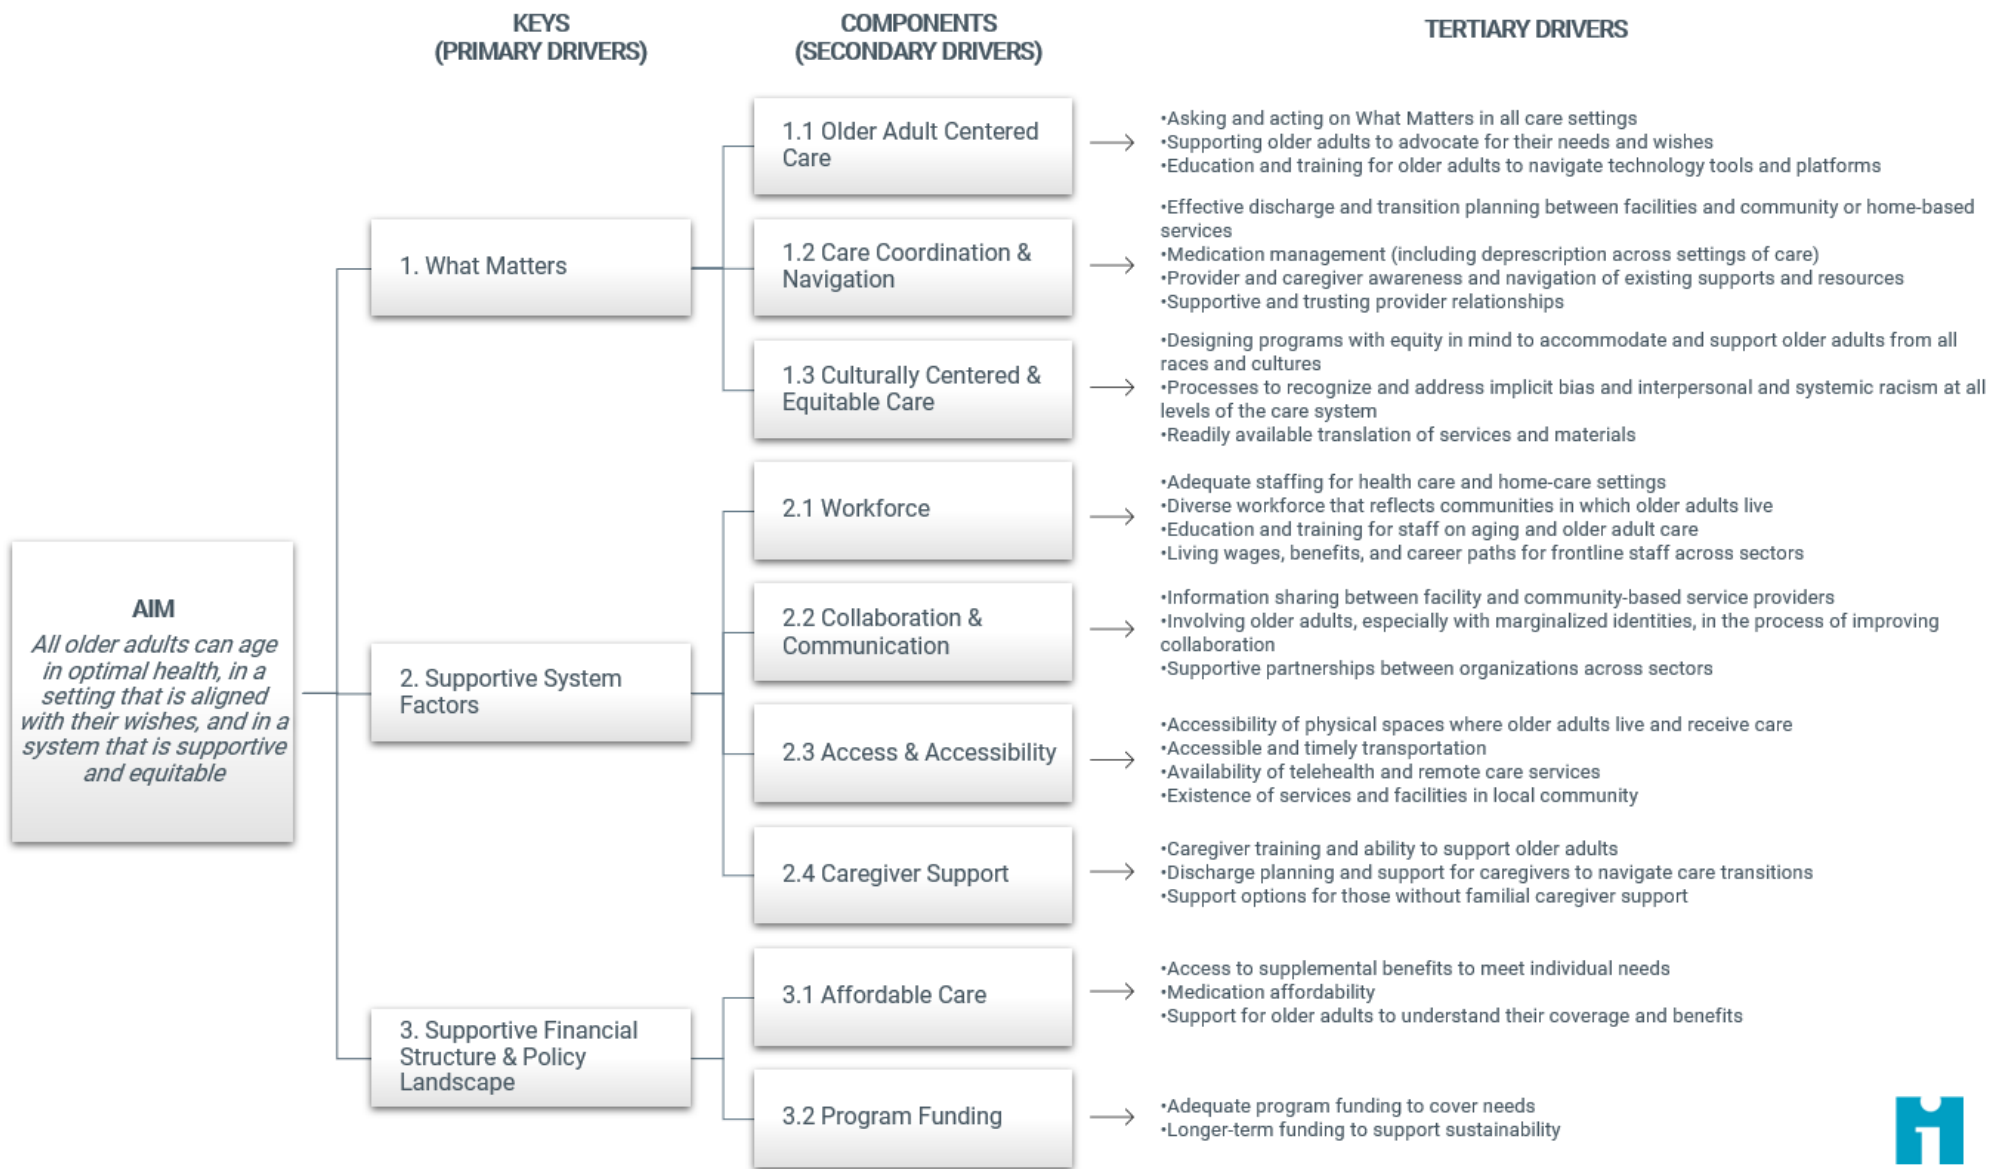 KEYS
(PRIMARY DRIVERS)
COMPONENTS
(SECONDARY DRIVERS)
TERTIARY DRIVERS
AIM
All older adults can age
in optimal health, in a
setting that is aligned
with their wishes, and in a
system that is supportive
and equitable
1. What Matters
1.1 Older Adult Centered
Care
•Asking and acting on What Matters in all care settings
•Supporting older adults to advocate for their needs and wishes
•Education and training for older adults to navigate technology tools and platforms
1.2 Care Coordination &
Navigation
•Effective discharge and transition planning between facilities and community or home-based
services
•Medication management (including deprescription across settings of care)
•Provider and caregiver awareness and navigation of existing supports and resources
•Supportive and trusting provider relationships
1.3 Culturally Centered &
Equitable Care
•Designing programs with equity in mind to accommodate and support older adults from all
races and cultures
•Processes to recognize and address implicit bias and interpersonal and systemic racism at all
levels of the care system
•Readily available translation of services and materials
2. Supportive System
Factors
2.1 Workforce
•Adequate staffing for health care and home-care settings
•Diverse workforce that reflects communities in which older adults live
•Education and training for staff on aging and older adult care
•Living wages, benefits, and career paths for frontline staff across sectors
2.2 Collaboration &
Communication
•Information sharing between facility and community-based service providers
•Involving older adults, especially with marginalized identities, in the process of improving
collaboration
•Supportive partnerships between organizations across sectors
2.3 Access & Accessibility
•Accessibility of physical spaces where older adults live and receive care
•Accessible and timely transportation
•Availability of telehealth and remote care services
•Existence of services and facilities in local community
2.4 Caregiver Support
•Caregiver training and ability to support older adults
•Discharge planning and support for caregivers to navigate care transitions
•Support options for those without familial caregiver support
3. Supportive Financial
Structure & Policy
Landscape
3.1 Affordable Care
•Access to supplemental benefits to meet individual needs
•Medication affordability
•Support for older adults to understand their coverage and benefits
3.2 Program Funding
•Adequate program funding to cover needs
•Longer-term funding to support sustainability